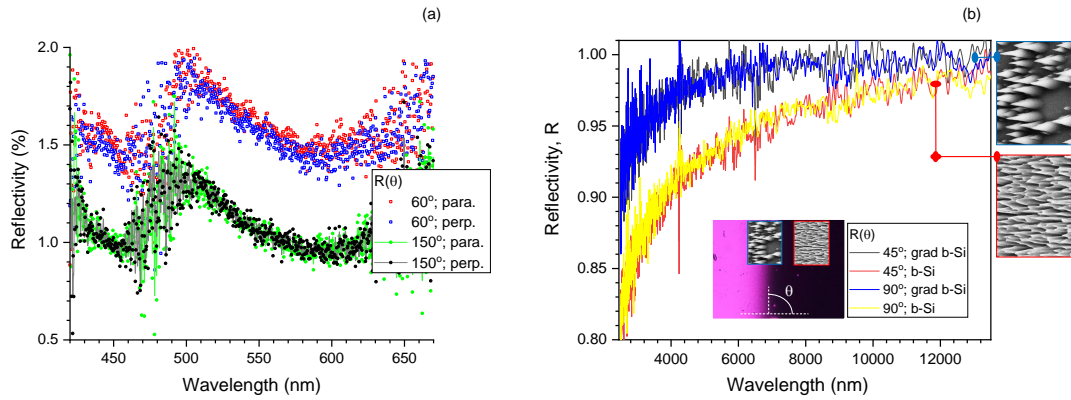 (a)
2.0
1.5
1.0
0.5
Reflectivity (%)
450
500
550
600
650
Wavelength (nm)
R(θ)
60°; para.
60°; perp.
150°; para.
150°; perp.
(b)
1.00
0.95
0.90
0.85
0.80
Reflectivity, R
4000
6000
8000
10000
12000
Wavelength (nm)
θ
R(θ)
45°; grad b-Si
45°; b-Si
90°; grad b-Si
90°; b-Si